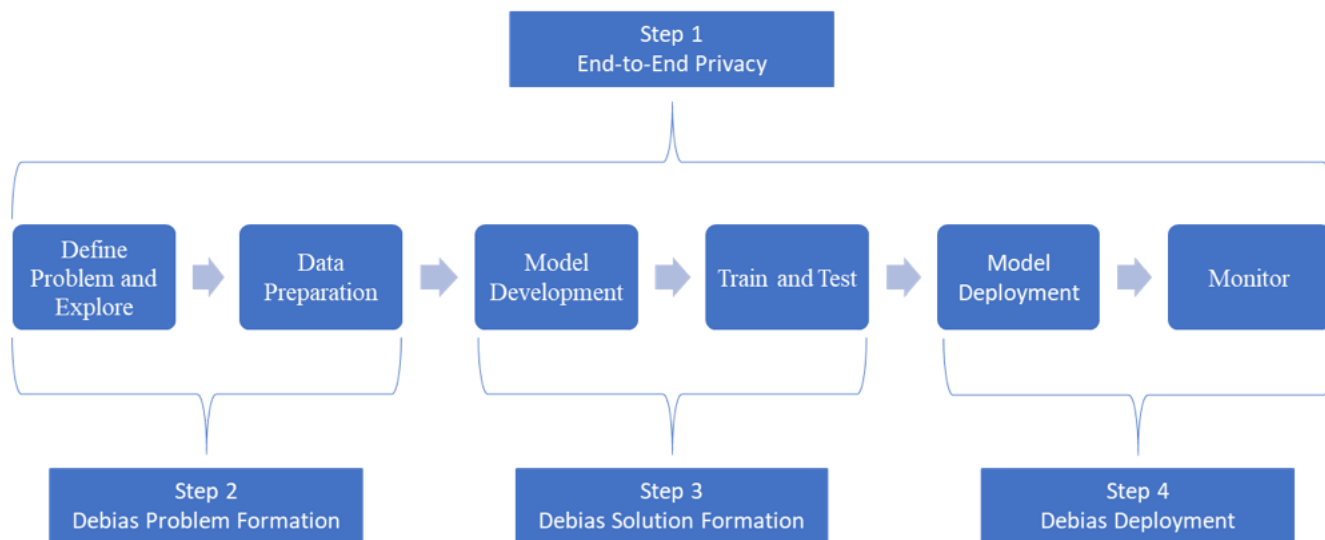 Step 1
End-to-End Privacy
Define
Problem and
Explore
Data
Preparation
Model
Development
Train and Test
Model
Deployment
Monitor
Step 2
Debias Problem Formation
Step 3
Debias Solution Formation
Step 4
Debias Deployment